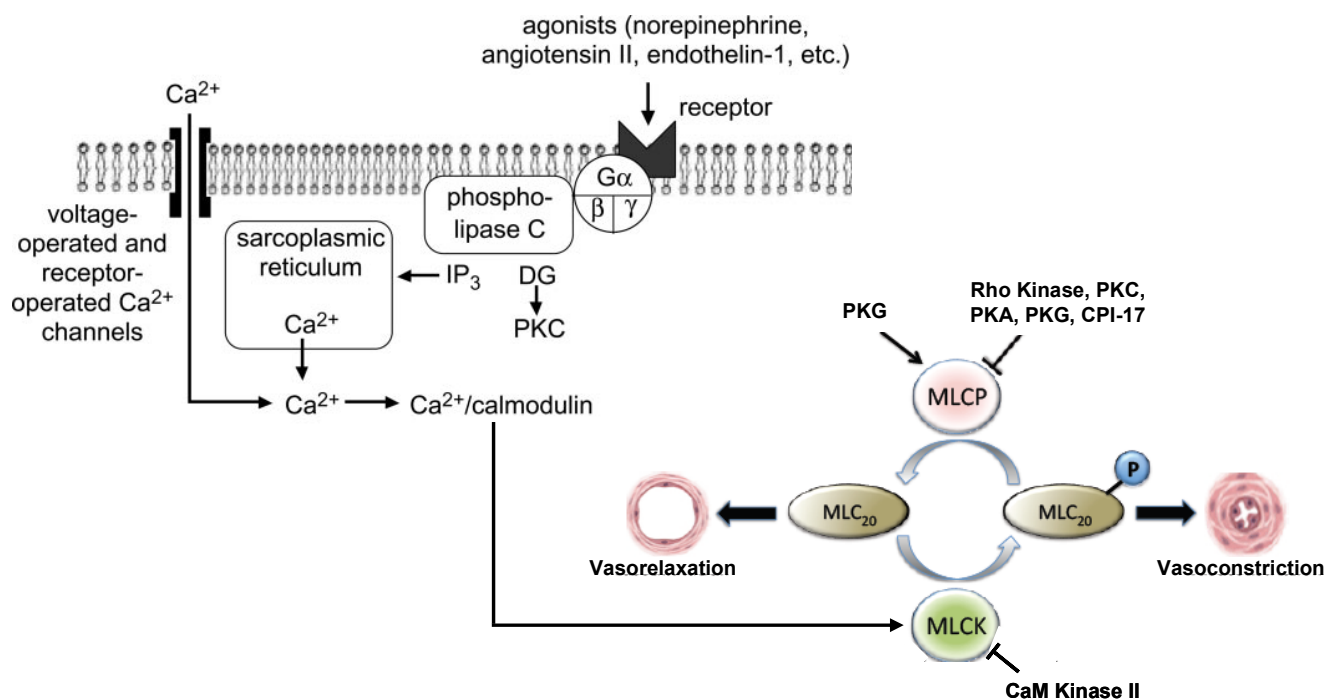 agonists (norepinephrine,
angiotensin II, endothelin-1, etc.)
Ca2+
receptor
Gα
β γ
phospho-
lipase C
voltage-
operated and
receptor-
operated Ca2+
channels
sarcoplasmic
reticulum
IP3
DG
Ca2+
PKC
Ca2+
Ca2+/calmodulin
PKG
Rho Kinase, PKC,
PKA, PKG, CPI-17
MLCP
P
MLC20
MLC20
Vasorelaxation
Vasoconstriction
MLCK
CaM Kinase II